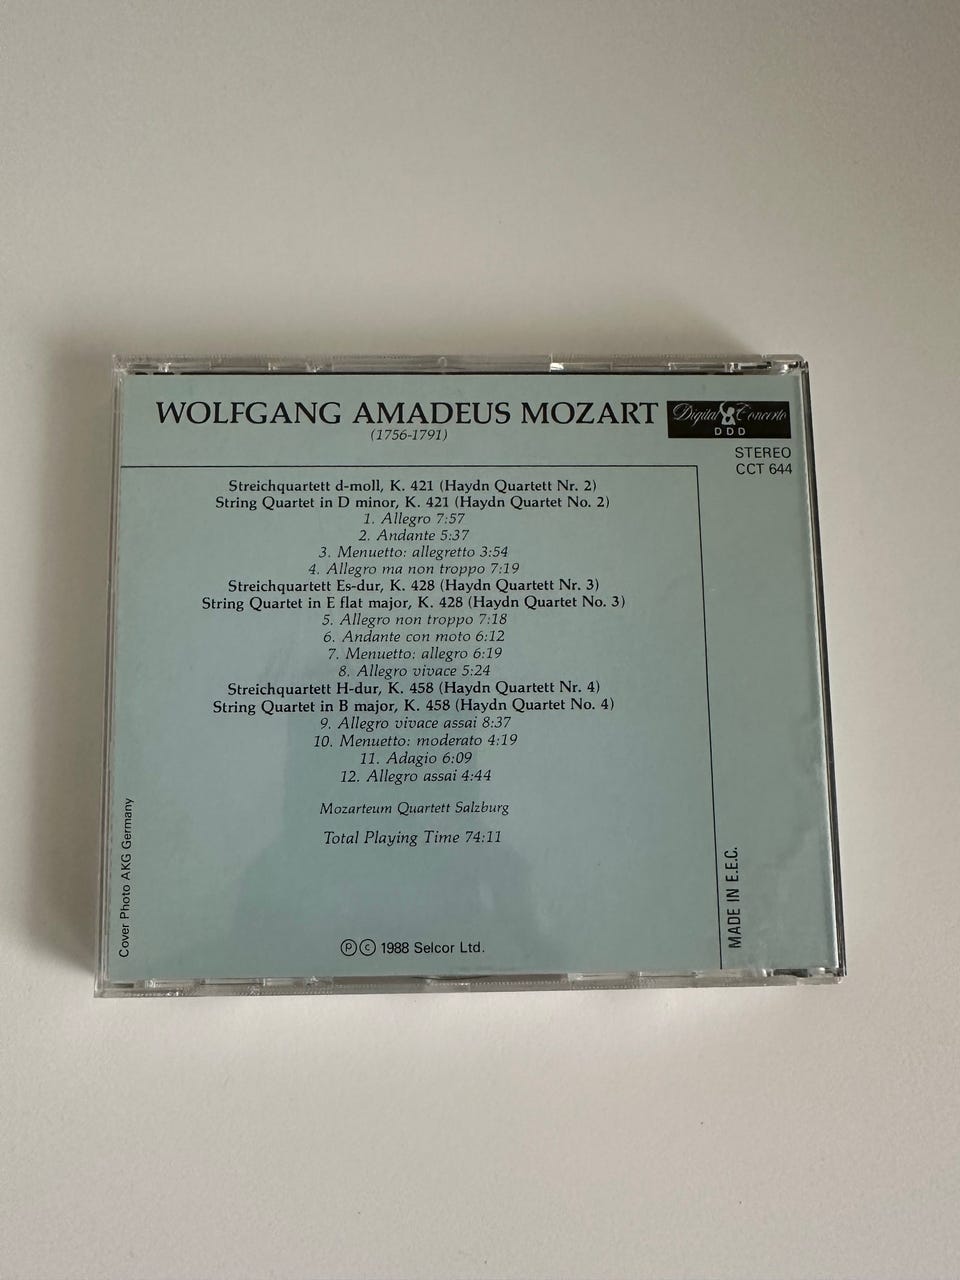 WOLFGANG AMADEUS MOZART
(1756-1791)
Digital Concerto
DDD
STEREO
CCT 644
Streichquartett d-moll, K. 421 (Haydn Quartett Nr. 2)
String Quartet in D minor, K. 421 (Haydn Quartet No. 2)
1. Allegro 7:57
2. Andante 5:37
3. Menuetto: allegretto 3:54
4. Allegro ma non troppo 7:19
Streichquartett Es-dur, K. 428 (Haydn Quartett Nr. 3)
String Quartet in E flat major, K. 428 (Haydn Quartet No. 3)
5. Allegro non troppo 7:18
6. Andante con moto 6:12
7. Menuetto: allegro 6:19
8. Allegro vivace 5:24
Streichquartett H-dur, K. 458 (Haydn Quartett Nr. 4)
String Quartet in B major, K. 458 (Haydn Quartet No. 4)
9. Allegro vivace assai 8:37
10. Menuetto: moderato 4:19
11. Adagio 6:09
12. Allegro assai 4:44
Mozarteum Quartett Salzburg
Total Playing Time 74:11
℗© 1988 Selcor Ltd.
Cover Photo AKG Germany
MADE IN E.E.C.